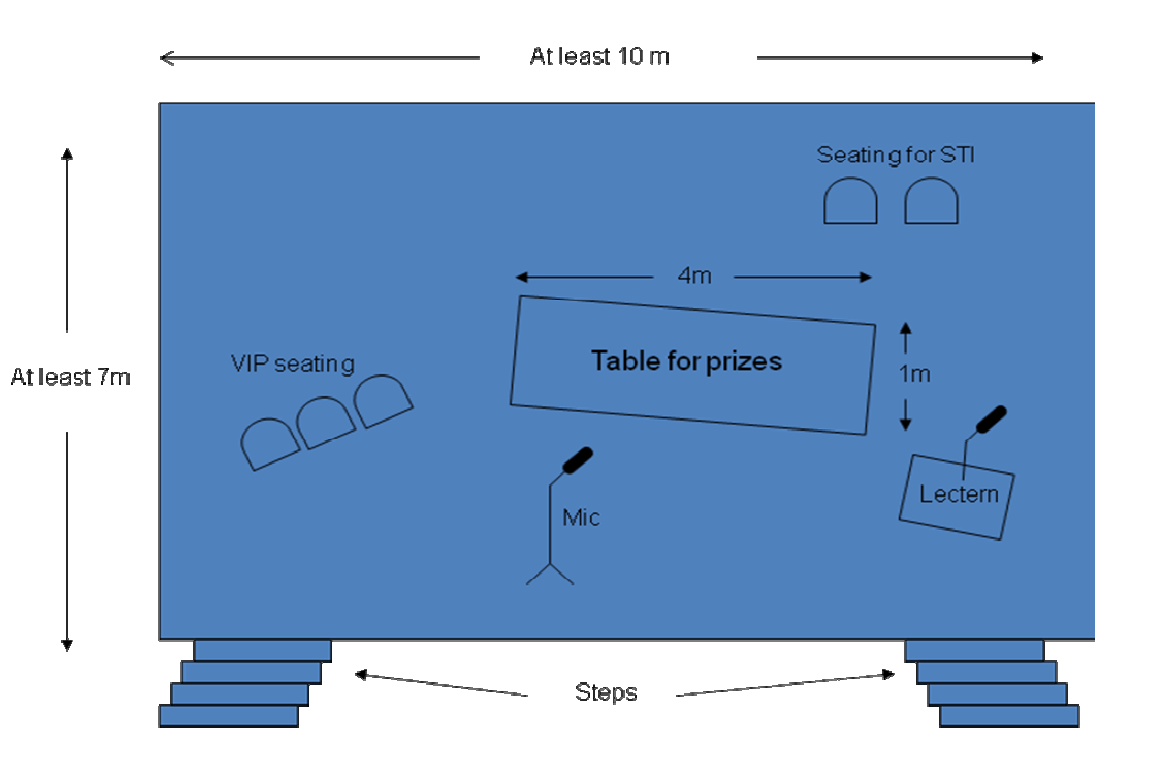 At least 10 m
Seating for STI
4m
Table for prizes
1m
VIP seating
At least 7m
Lectern
Mic
Steps